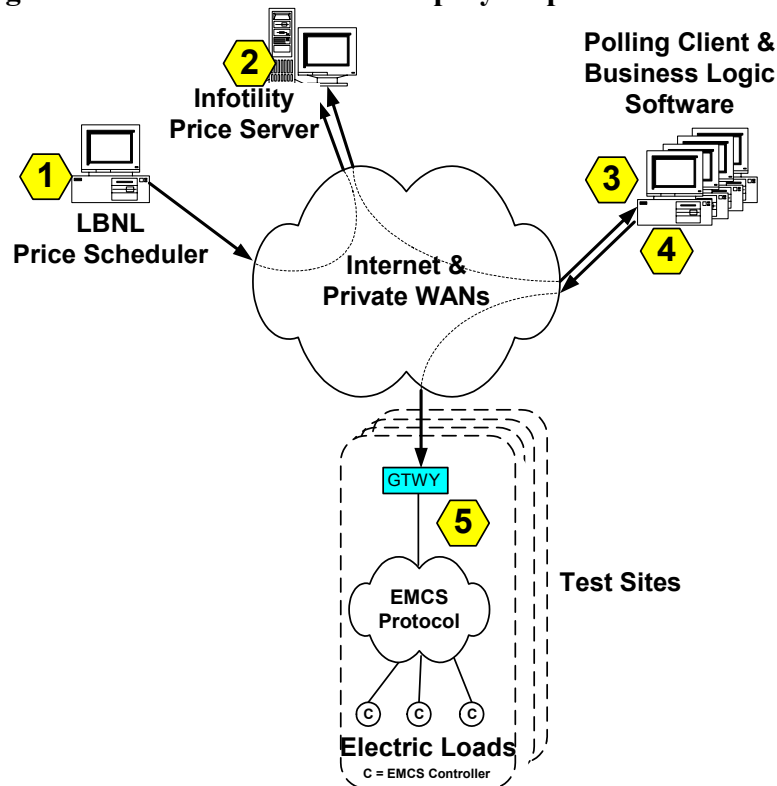 2
Infotility
Price Server
Polling Client &
Business Logic
Software
1
LBNL
Price Scheduler
3
4
Internet &
Private WANs
GTWY
5
EMCS
Protocol
Test Sites
C C C
Electric Loads
C = EMCS Controller